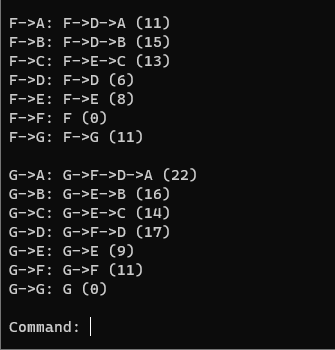 F->A: F->D->A (11)
F->B: F->D->B (15)
F->C: F->E->C (13)
F->D: F->D (6)
F->E: F->E (8)
F->F: F (0)
F->G: F->G (11)
G->A: G->F->D->A (22)
G->B: G->E->B (16)
G->C: G->E->C (14)
G->D: G->F->D (17)
G->E: G->E (9)
G->F: G->F (11)
G->G: G (0)
Command: